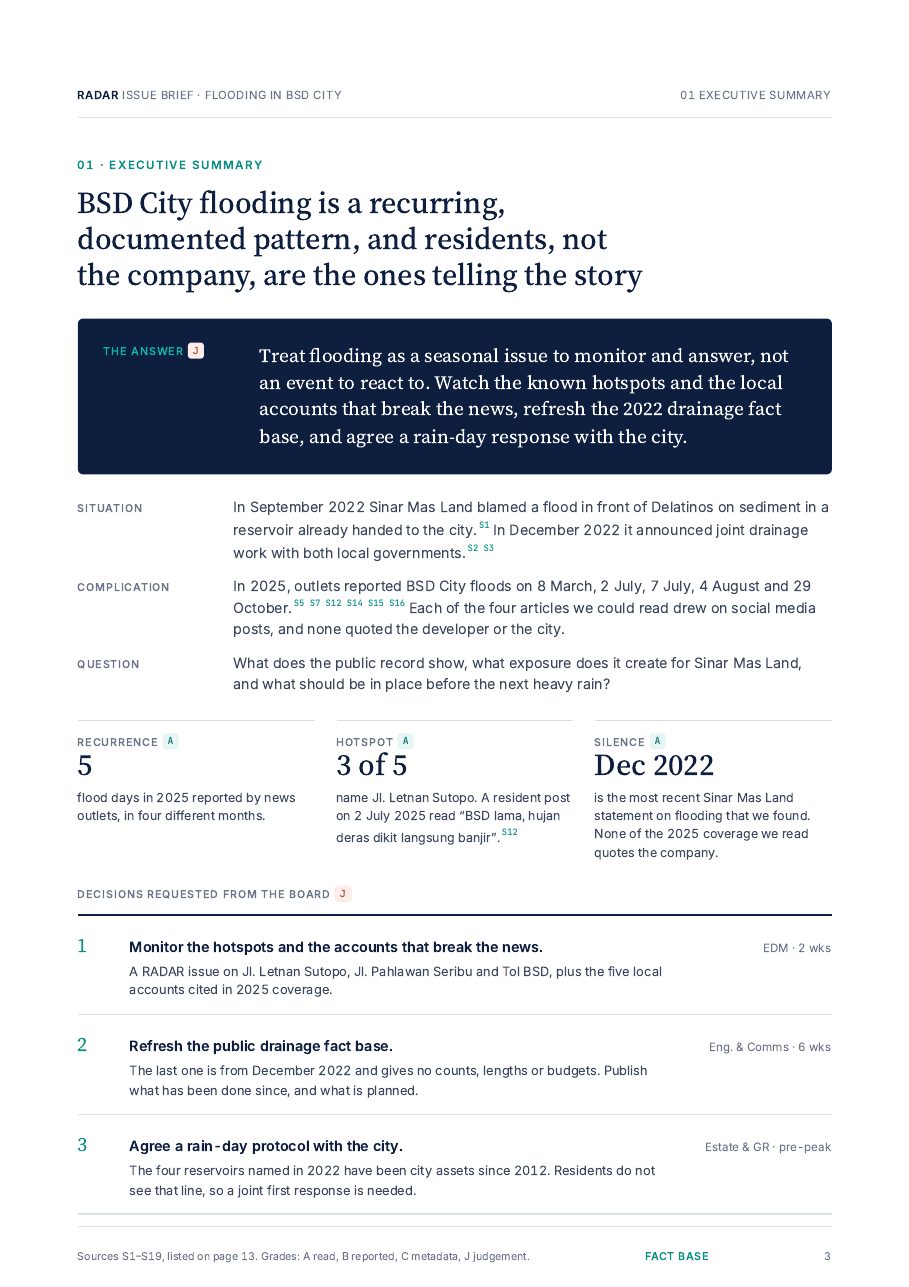 RADAR ISSUE BRIEF · FLOODING IN BSD CITY
01 EXECUTIVE SUMMARY
01 · EXECUTIVE SUMMARY
BSD City flooding is a recurring,
documented pattern, and residents, not
the company, are the ones telling the story
THE ANSWER J
Treat flooding as a seasonal issue to monitor and answer, not
an event to react to. Watch the known hotspots and the local
accounts that break the news, refresh the 2022 drainage fact
base, and agree a rain-day response with the city.
SITUATION
In September 2022 Sinar Mas Land blamed a flood in front of Delatinos on sediment in a
reservoir already handed to the city. S1 In December 2022 it announced joint drainage
work with both local governments. S2 S3
COMPLICATION
In 2025, outlets reported BSD City floods on 8 March, 2 July, 7 July, 4 August and 29
October. S5 S7 S12 S14 S15 S16 Each of the four articles we could read drew on social media
posts, and none quoted the developer or the city.
QUESTION
What does the public record show, what exposure does it create for Sinar Mas Land,
and what should be in place before the next heavy rain?
RECURRENCE A
5
flood days in 2025 reported by news
outlets, in four different months.
HOTSPOT A
3 of 5
name Jl. Letnan Sutopo. A resident post
on 2 July 2025 read “BSD lama, hujan
deras dikit langsung banjir”. S12
SILENCE A
Dec 2022
is the most recent Sinar Mas Land
statement on flooding that we found.
None of the 2025 coverage we read
quotes the company.
DECISIONS REQUESTED FROM THE BOARD J
1
Monitor the hotspots and the accounts that break the news.
EDM · 2 wks
A RADAR issue on Jl. Letnan Sutopo, Jl. Pahlawan Seribu and Tol BSD, plus the five local
accounts cited in 2025 coverage.
2
Refresh the public drainage fact base.
Eng. & Comms · 6 wks
The last one is from December 2022 and gives no counts, lengths or budgets. Publish
what has been done since, and what is planned.
3
Agree a rain-day protocol with the city.
Estate & GR · pre-peak
The four reservoirs named in 2022 have been city assets since 2012. Residents do not
see that line, so a joint first response is needed.
Sources S1–S19, listed on page 13. Grades: A read, B reported, C metadata, J judgement.
FACT BASE
3